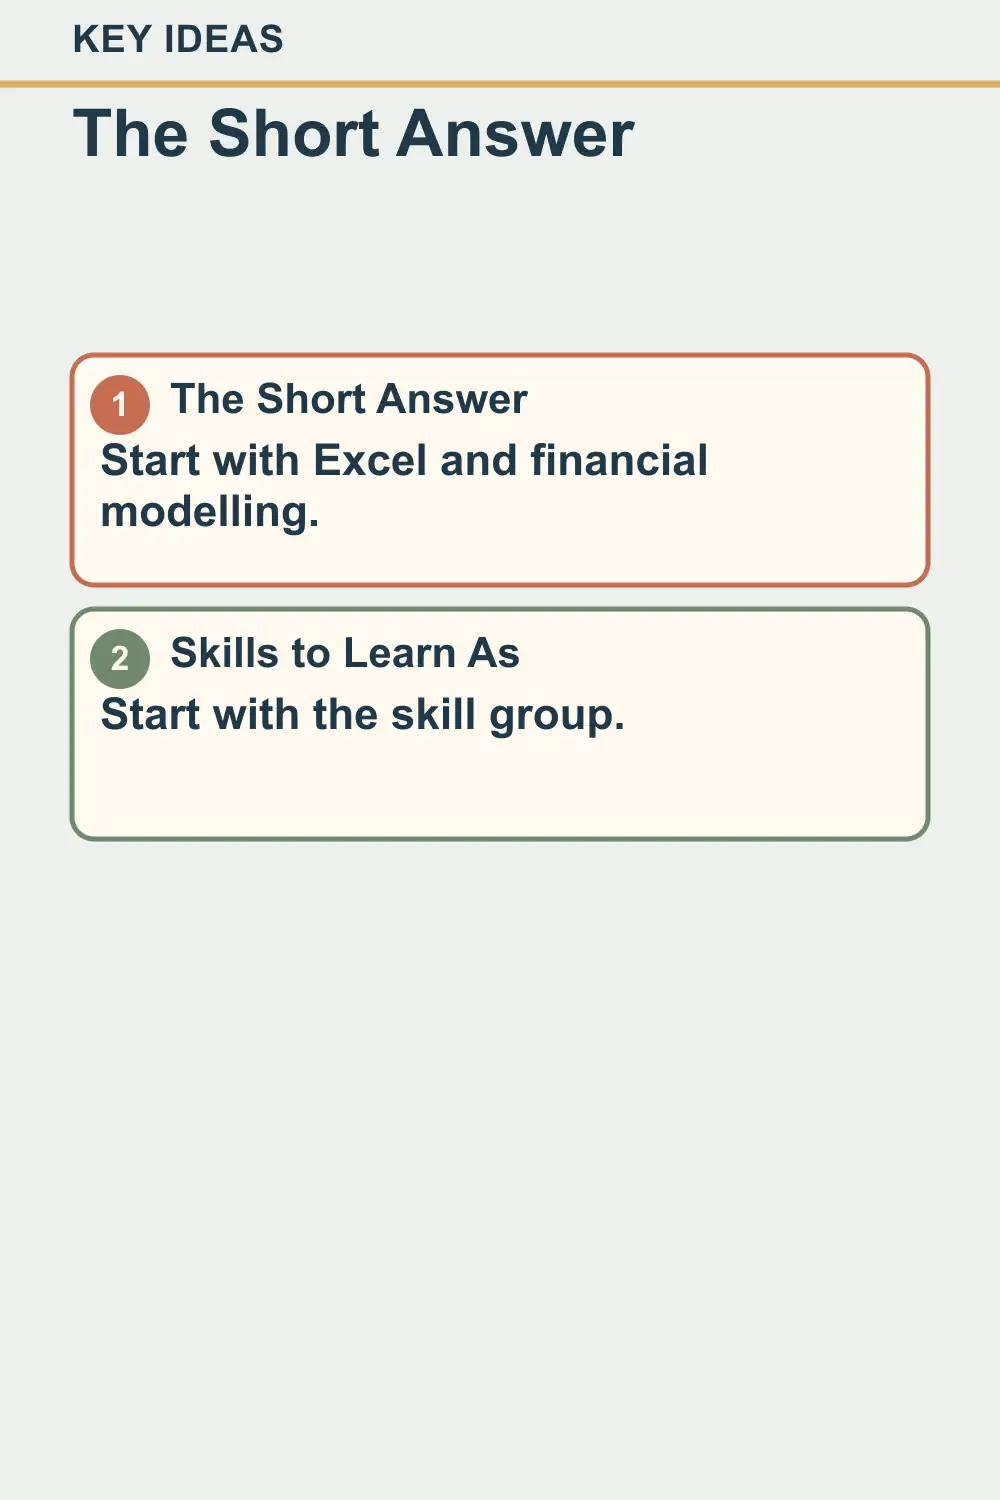 KEY IDEAS
The Short Answer
1 The Short Answer
Start with Excel and financial
modelling.
2 Skills to Learn As
Start with the skill group.